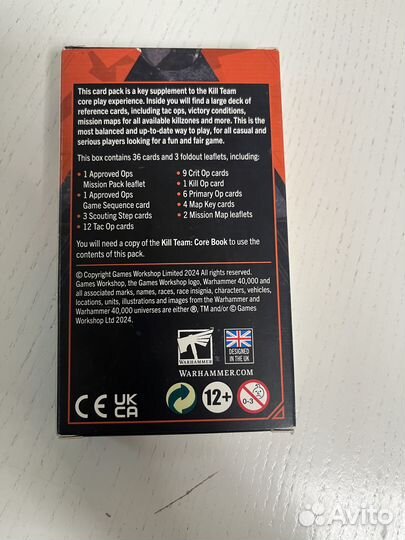 This card pack is a key supplement to the Kill Team
core play experience. Inside you will find a large deck of
reference cards, including tac ops, victory conditions,
mission maps for all available killzones and more. This is the
most balanced and up-to-date way to play, for all casual and
serious players looking for a fun and fair game.
This box contains 36 cards and 3 foldout leaflets, including:
• 1 Approved Ops
Mission Pack leaflet
• 1 Approved Ops
Game Sequence card
• 3 Scouting Step cards
• 12 Tac Op cards
• 9 Crit Op cards
• 1 Kill Op card
• 6 Primary Op cards
• 4 Map Key cards
• 2 Mission Map leaflets
You will need a copy of the Kill Team: Core Book to use the
contents of this pack.
© Copyright Games Workshop Limited 2024 All rights reserved.
Games Workshop, the Games Workshop logo, Warhammer 40,000 and
all associated marks, names, races, race insignia, characters, vehicles,
locations, units, illustrations and images from the Warhammer and
Warhammer 40,000 universes are either ®, TM and/or © Games
Workshop Ltd 2024.
WARHAMMER
DESIGNED
IN THE
UK
WARHAMMER.COM
CE
UK
CA
12+
0-3
Avito